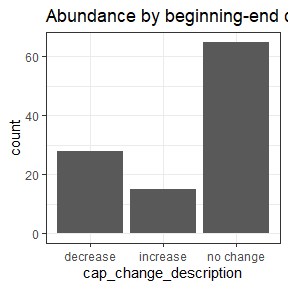 Abundance by beginning-end
60
40
20
0
count
decrease increase no change
cap_change_description